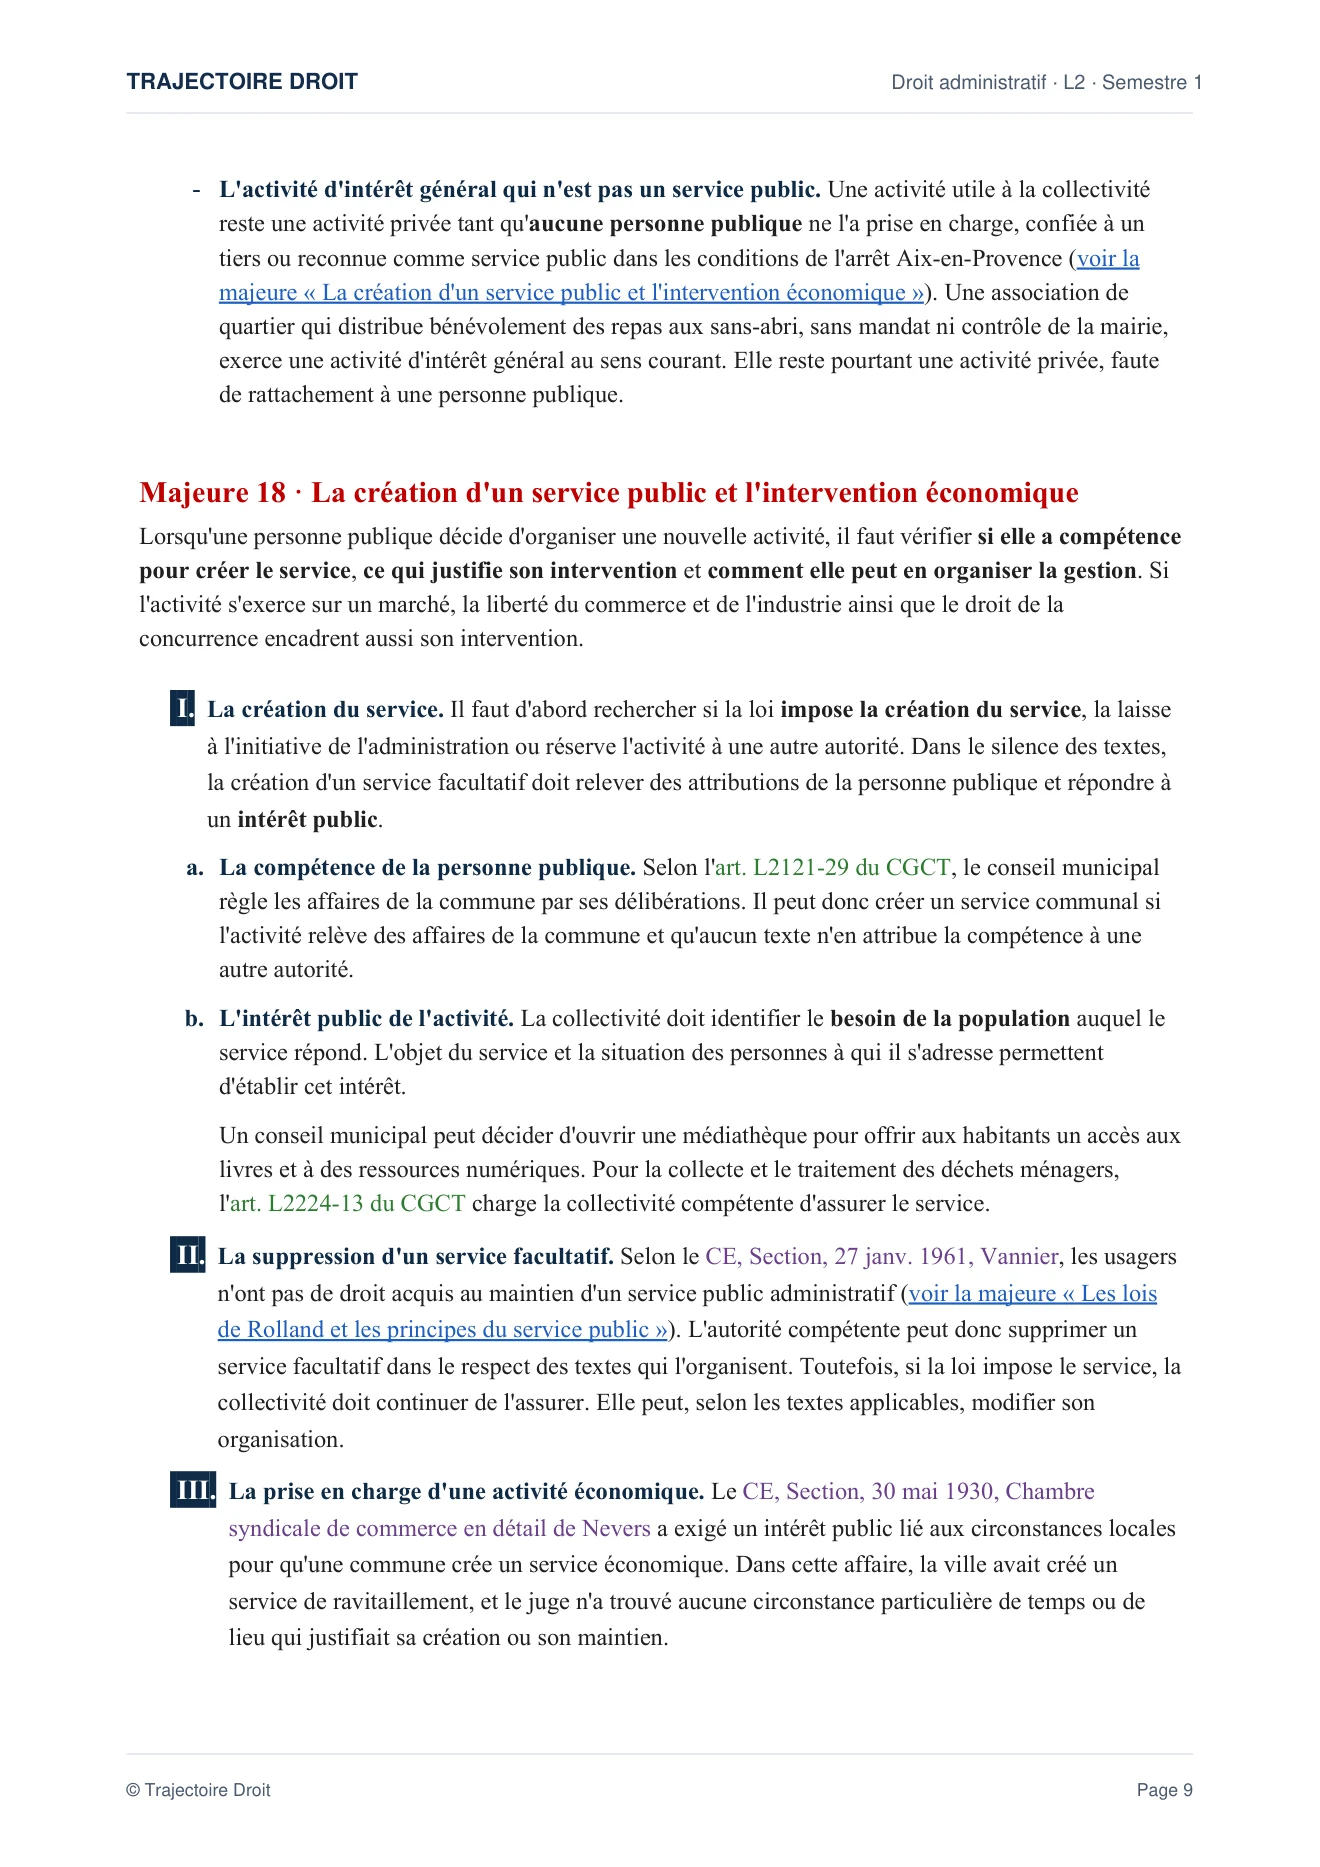 TRAJECTOIRE DROIT
Droit administratif · L2 · Semestre 1
- L'activité d'intérêt général qui n'est pas un service public. Une activité utile à la collectivité
reste une activité privée tant qu'aucune personne publique ne l'a prise en charge, confiée à un
tiers ou reconnue comme service public dans les conditions de l'arrêt Aix-en-Provence (voir la
majeure « La création d'un service public et l'intervention économique »). Une association de
quartier qui distribue bénévolement des repas aux sans-abri, sans mandat ni contrôle de la mairie,
exerce une activité d'intérêt général au sens courant. Elle reste pourtant une activité privée, faute
de rattachement à une personne publique.
Majeure 18 · La création d'un service public et l'intervention économique
Lorsqu'une personne publique décide d'organiser une nouvelle activité, il faut vérifier si elle a compétence
pour créer le service, ce qui justifie son intervention et comment elle peut en organiser la gestion. Si
l'activité s'exerce sur un marché, la liberté du commerce et de l'industrie ainsi que le droit de la
concurrence encadrent aussi son intervention.
I. La création du service. Il faut d'abord rechercher si la loi impose la création du service, la laisse
à l'initiative de l'administration ou réserve l'activité à une autre autorité. Dans le silence des textes,
la création d'un service facultatif doit relever des attributions de la personne publique et répondre à
un intérêt public.
a. La compétence de la personne publique. Selon l'art. L2121-29 du CGCT, le conseil municipal
règle les affaires de la commune par ses délibérations. Il peut donc créer un service communal si
l'activité relève des affaires de la commune et qu'aucun texte n'en attribue la compétence à une
autre autorité.
b. L'intérêt public de l'activité. La collectivité doit identifier le besoin de la population auquel le
service répond. L'objet du service et la situation des personnes à qui il s'adresse permettent
d'établir cet intérêt.
Un conseil municipal peut décider d'ouvrir une médiathèque pour offrir aux habitants un accès aux
livres et à des ressources numériques. Pour la collecte et le traitement des déchets ménagers,
l'art. L2224-13 du CGCT charge la collectivité compétente d'assurer le service.
II. La suppression d'un service facultatif. Selon le CE, Section, 27 janv. 1961, Vannier, les usagers
n'ont pas de droit acquis au maintien d'un service public administratif (voir la majeure « Les lois
de Rolland et les principes du service public »). L'autorité compétente peut donc supprimer un
service facultatif dans le respect des textes qui l'organisent. Toutefois, si la loi impose le service, la
collectivité doit continuer de l'assurer. Elle peut, selon les textes applicables, modifier son
organisation.
III. La prise en charge d'une activité économique. Le CE, Section, 30 mai 1930, Chambre
syndicale de commerce en détail de Nevers a exigé un intérêt public lié aux circonstances locales
pour qu'une commune crée un service économique. Dans cette affaire, la ville avait créé un
service de ravitaillement, et le juge n'a trouvé aucune circonstance particulière de temps ou de
lieu qui justifiait sa création ou son maintien.
© Trajectoire Droit
Page 9